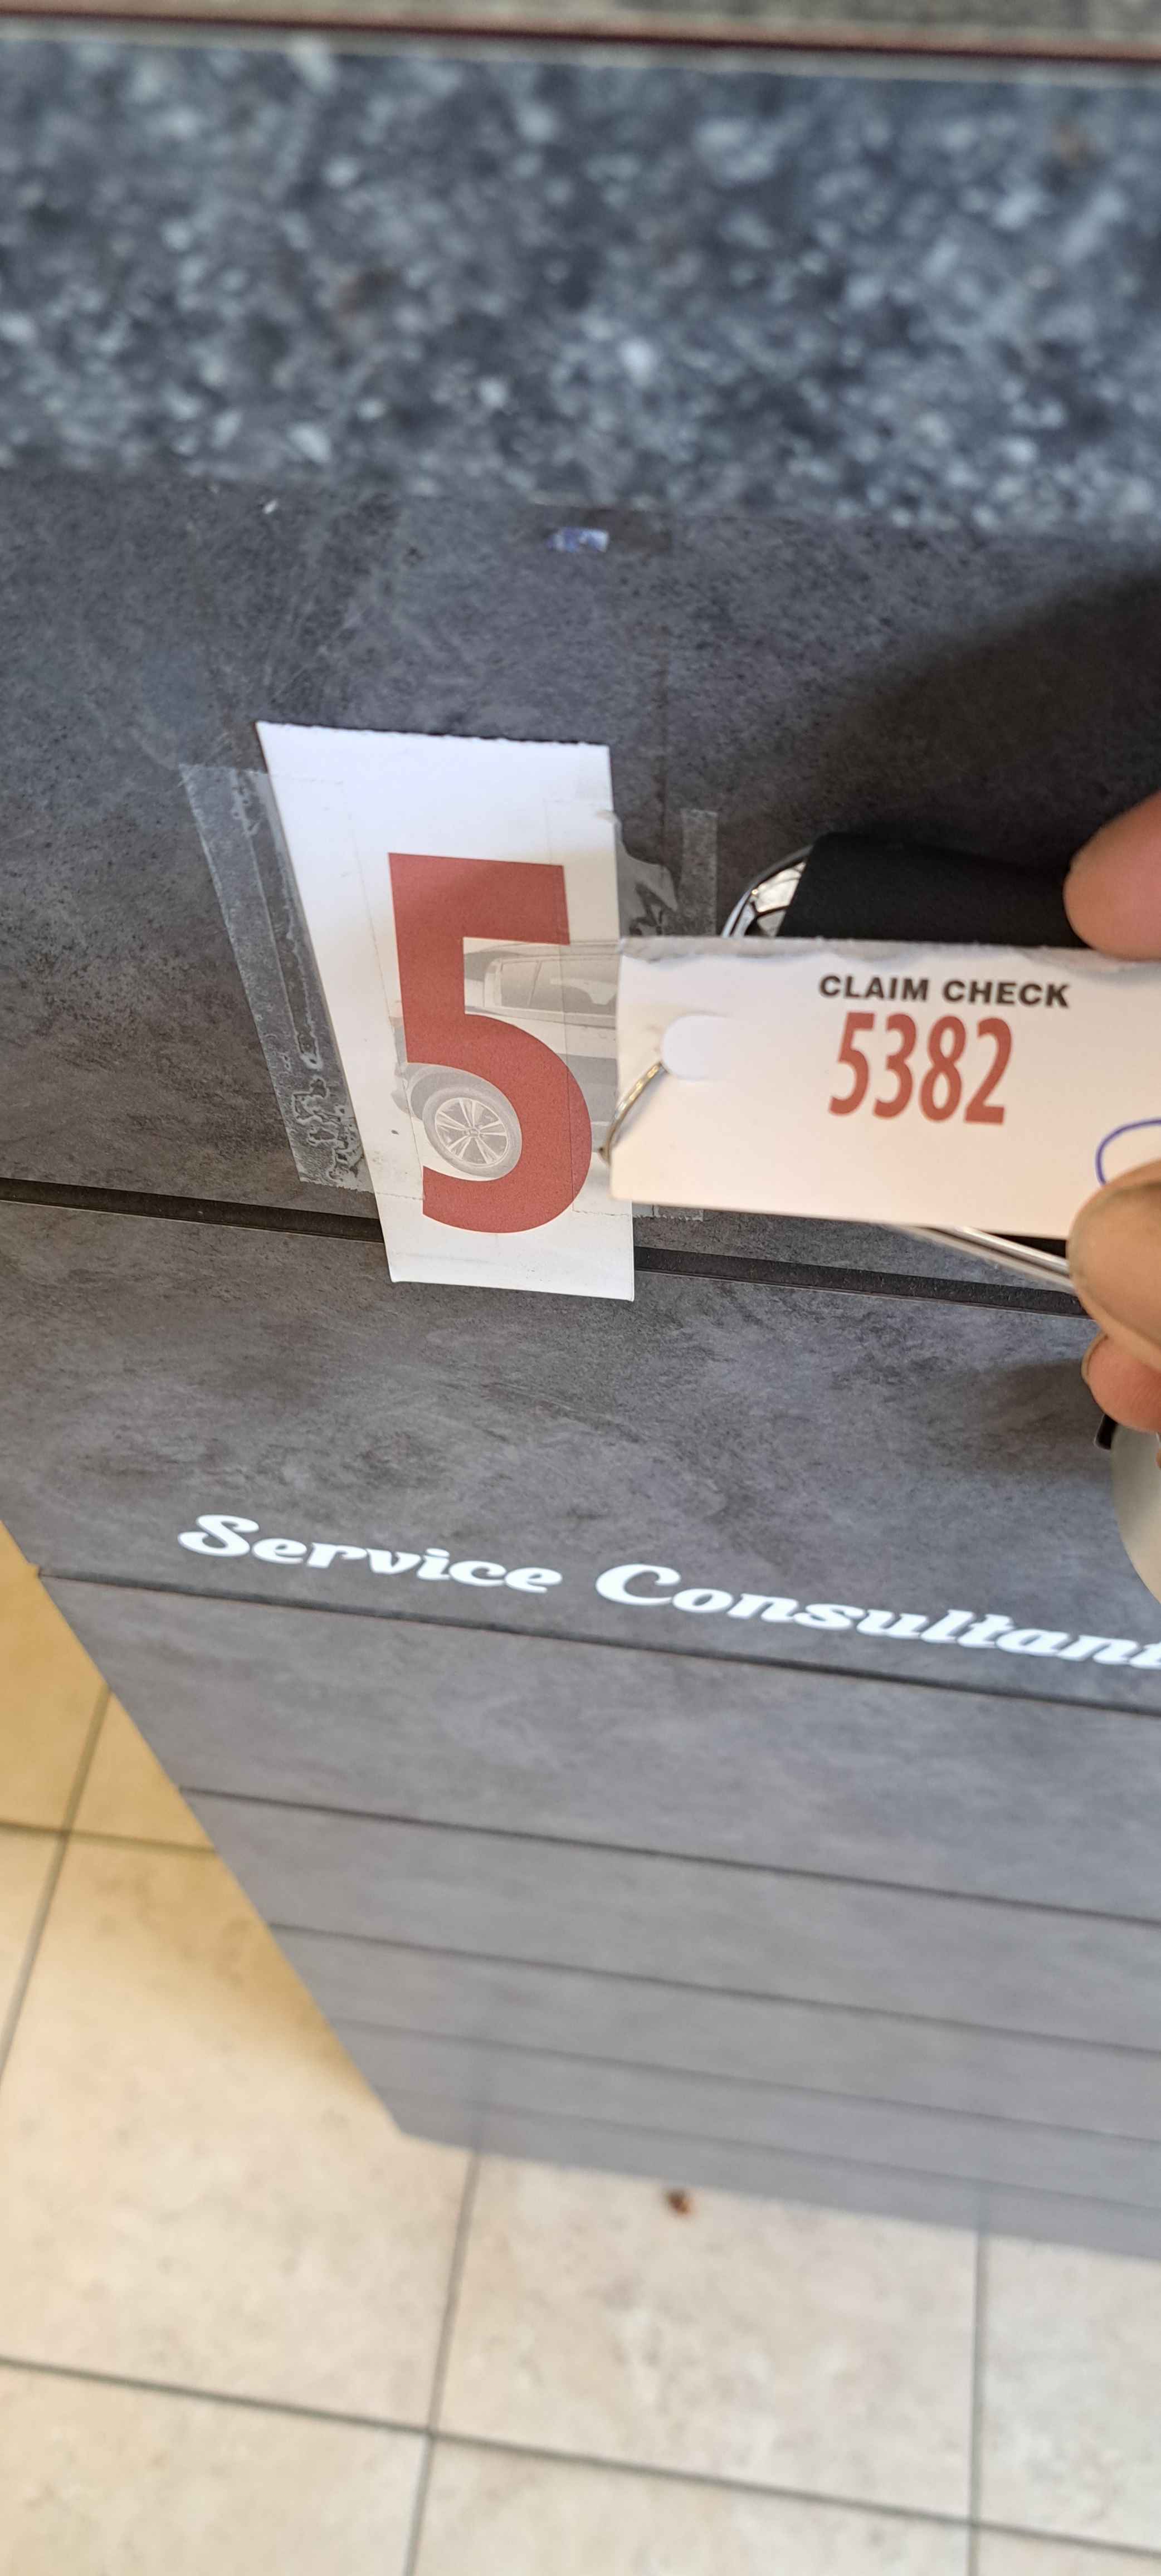 5
CLAIM CHECK
5382
Service Consultant